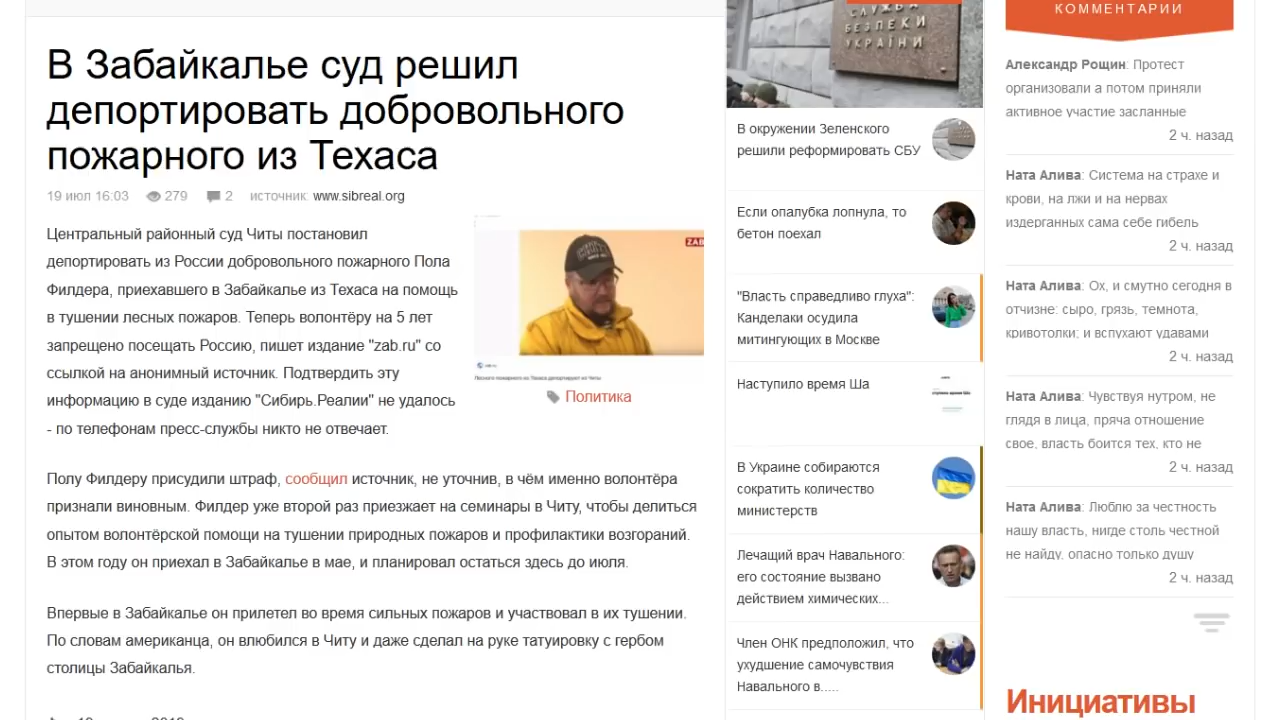 В Забайкалье суд решил
депортировать добровольного
пожарного из Техаса
19 июл 16:03 279 2 источник: www.sibreal.org
Центральный районный суд Читы постановил
депортировать из России добровольного пожарного Пола
Филдера, приехавшего в Забайкалье из Техаса на помощь
в тушении лесных пожаров. Теперь волонтёру на 5 лет
запрещено посещать Россию, пишет издание "zab.ru" со
ссылкой на анонимный источник. Подтвердить эту
информацию в суде изданию "Сибирь.Реалии" не удалось
- по телефонам пресс-службы никто не отвечает.
ZAB
Лесного пожарного из Техаса депортируют из Читы
Политика
Полу Филдеру присудили штраф, сообщил источник, не уточнив, в чём именно волонтёра
признали виновным. Филдер уже второй раз приезжает на семинары в Читу, чтобы делиться
опытом волонтёрской помощи на тушении природных пожаров и профилактики возгораний.
В этом году он приехал в Забайкалье в мае, и планировал остаться здесь до июля.
Впервые в Забайкалье он прилетел во время сильных пожаров и участвовал в их тушении.
По словам американца, он влюбился в Читу и даже сделал на руке татуировку с гербом
столицы Забайкалья.
СЛУЖБА
БЕЗПЕКИ
УКРАЇНИ
В окружении Зеленского
решили реформировать СБУ
Если опалубка лопнула, то
бетон поехал
"Власть справедливо глуха":
Канделаки осудила
митингующих в Москве
Наступило время Ша
В Украине собираются
сократить количество
министерств
Лечащий врач Навального:
его состояние вызвано
действием химических...
Член ОНК предположил, что
ухудшение самочувствия
Навального в.....
КОММЕНТАРИИ
Александр Рощин: Протест
организовали а потом приняли
активное участие засланные
2 ч. назад
Ната Алива: Система на страхе и
крови, на лжи и на нервах
издерганных сама себе гибель
2 ч. назад
Ната Алива: Ох, и смутно сегодня в
отчизне: сыро, грязь, темнота,
кривотолки; и вспухают удавами
2 ч. назад
Ната Алива: Чувствуя нутром, не
глядя в лица, пряча отношение
свое, власть боится тех, кто не
2 ч. назад
Ната Алива: Люблю за честность
нашу власть, нигде столь честной
не найду, опасно только душу
2 ч. назад
Инициативы